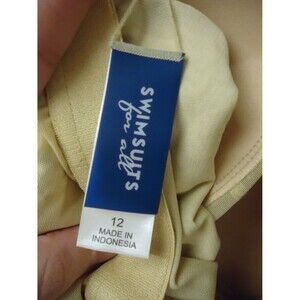 SWIMSUITS
for all
12
MADE IN
INDONESIA